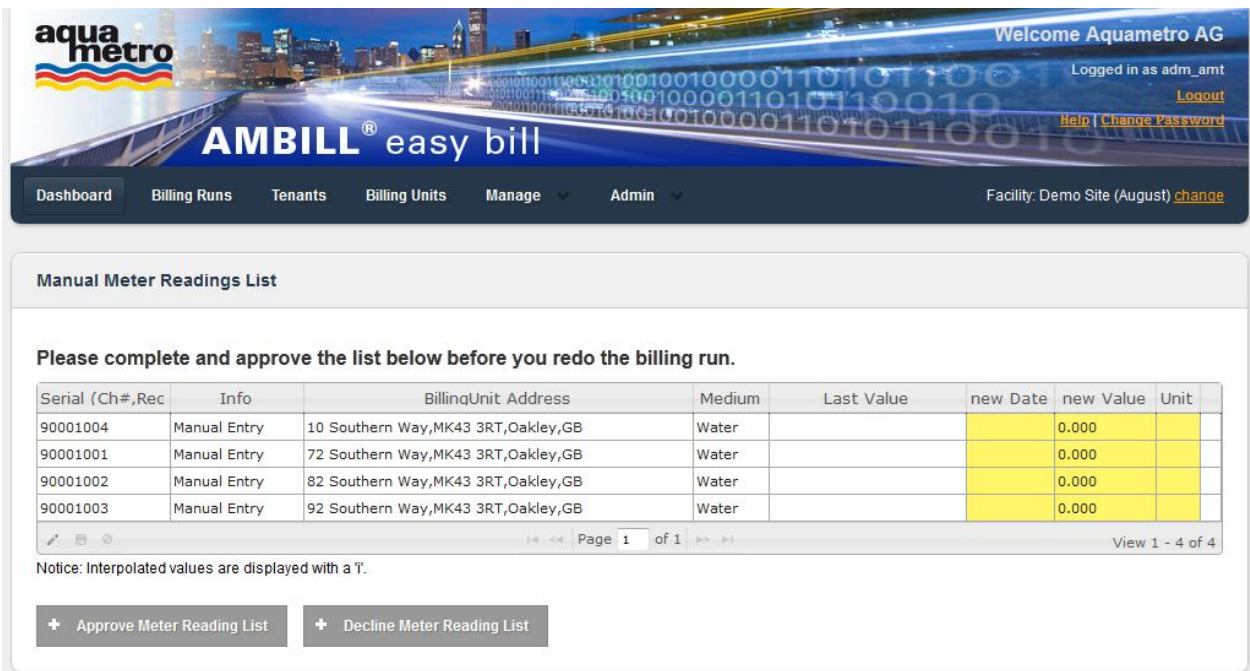 aqua
metro
Welcome Aquametro AG
Logged in as adm_amt
Logout
Help | Change Password
AMBILL® easy bill
Dashboard Billing Runs Tenants Billing Units Manage Admin Facility: Demo Site (August) change
Manual Meter Readings List
Please complete and approve the list below before you redo the billing run.
Serial (Ch#,Rec Info BillingUnit Address Medium Last Value new Date new Value Unit
90001004 Manual Entry 10 Southern Way,MK43 3RT,Oakley,GB Water 0.000
90001001 Manual Entry 72 Southern Way,MK43 3RT,Oakley,GB Water 0.000
90001002 Manual Entry 82 Southern Way,MK43 3RT,Oakley,GB Water 0.000
90001003 Manual Entry 92 Southern Way,MK43 3RT,Oakley,GB Water 0.000
Page 1 of 1 View 1 - 4 of 4
Notice: Interpolated values are displayed with a 'i'.
+ Approve Meter Reading List + Decline Meter Reading List